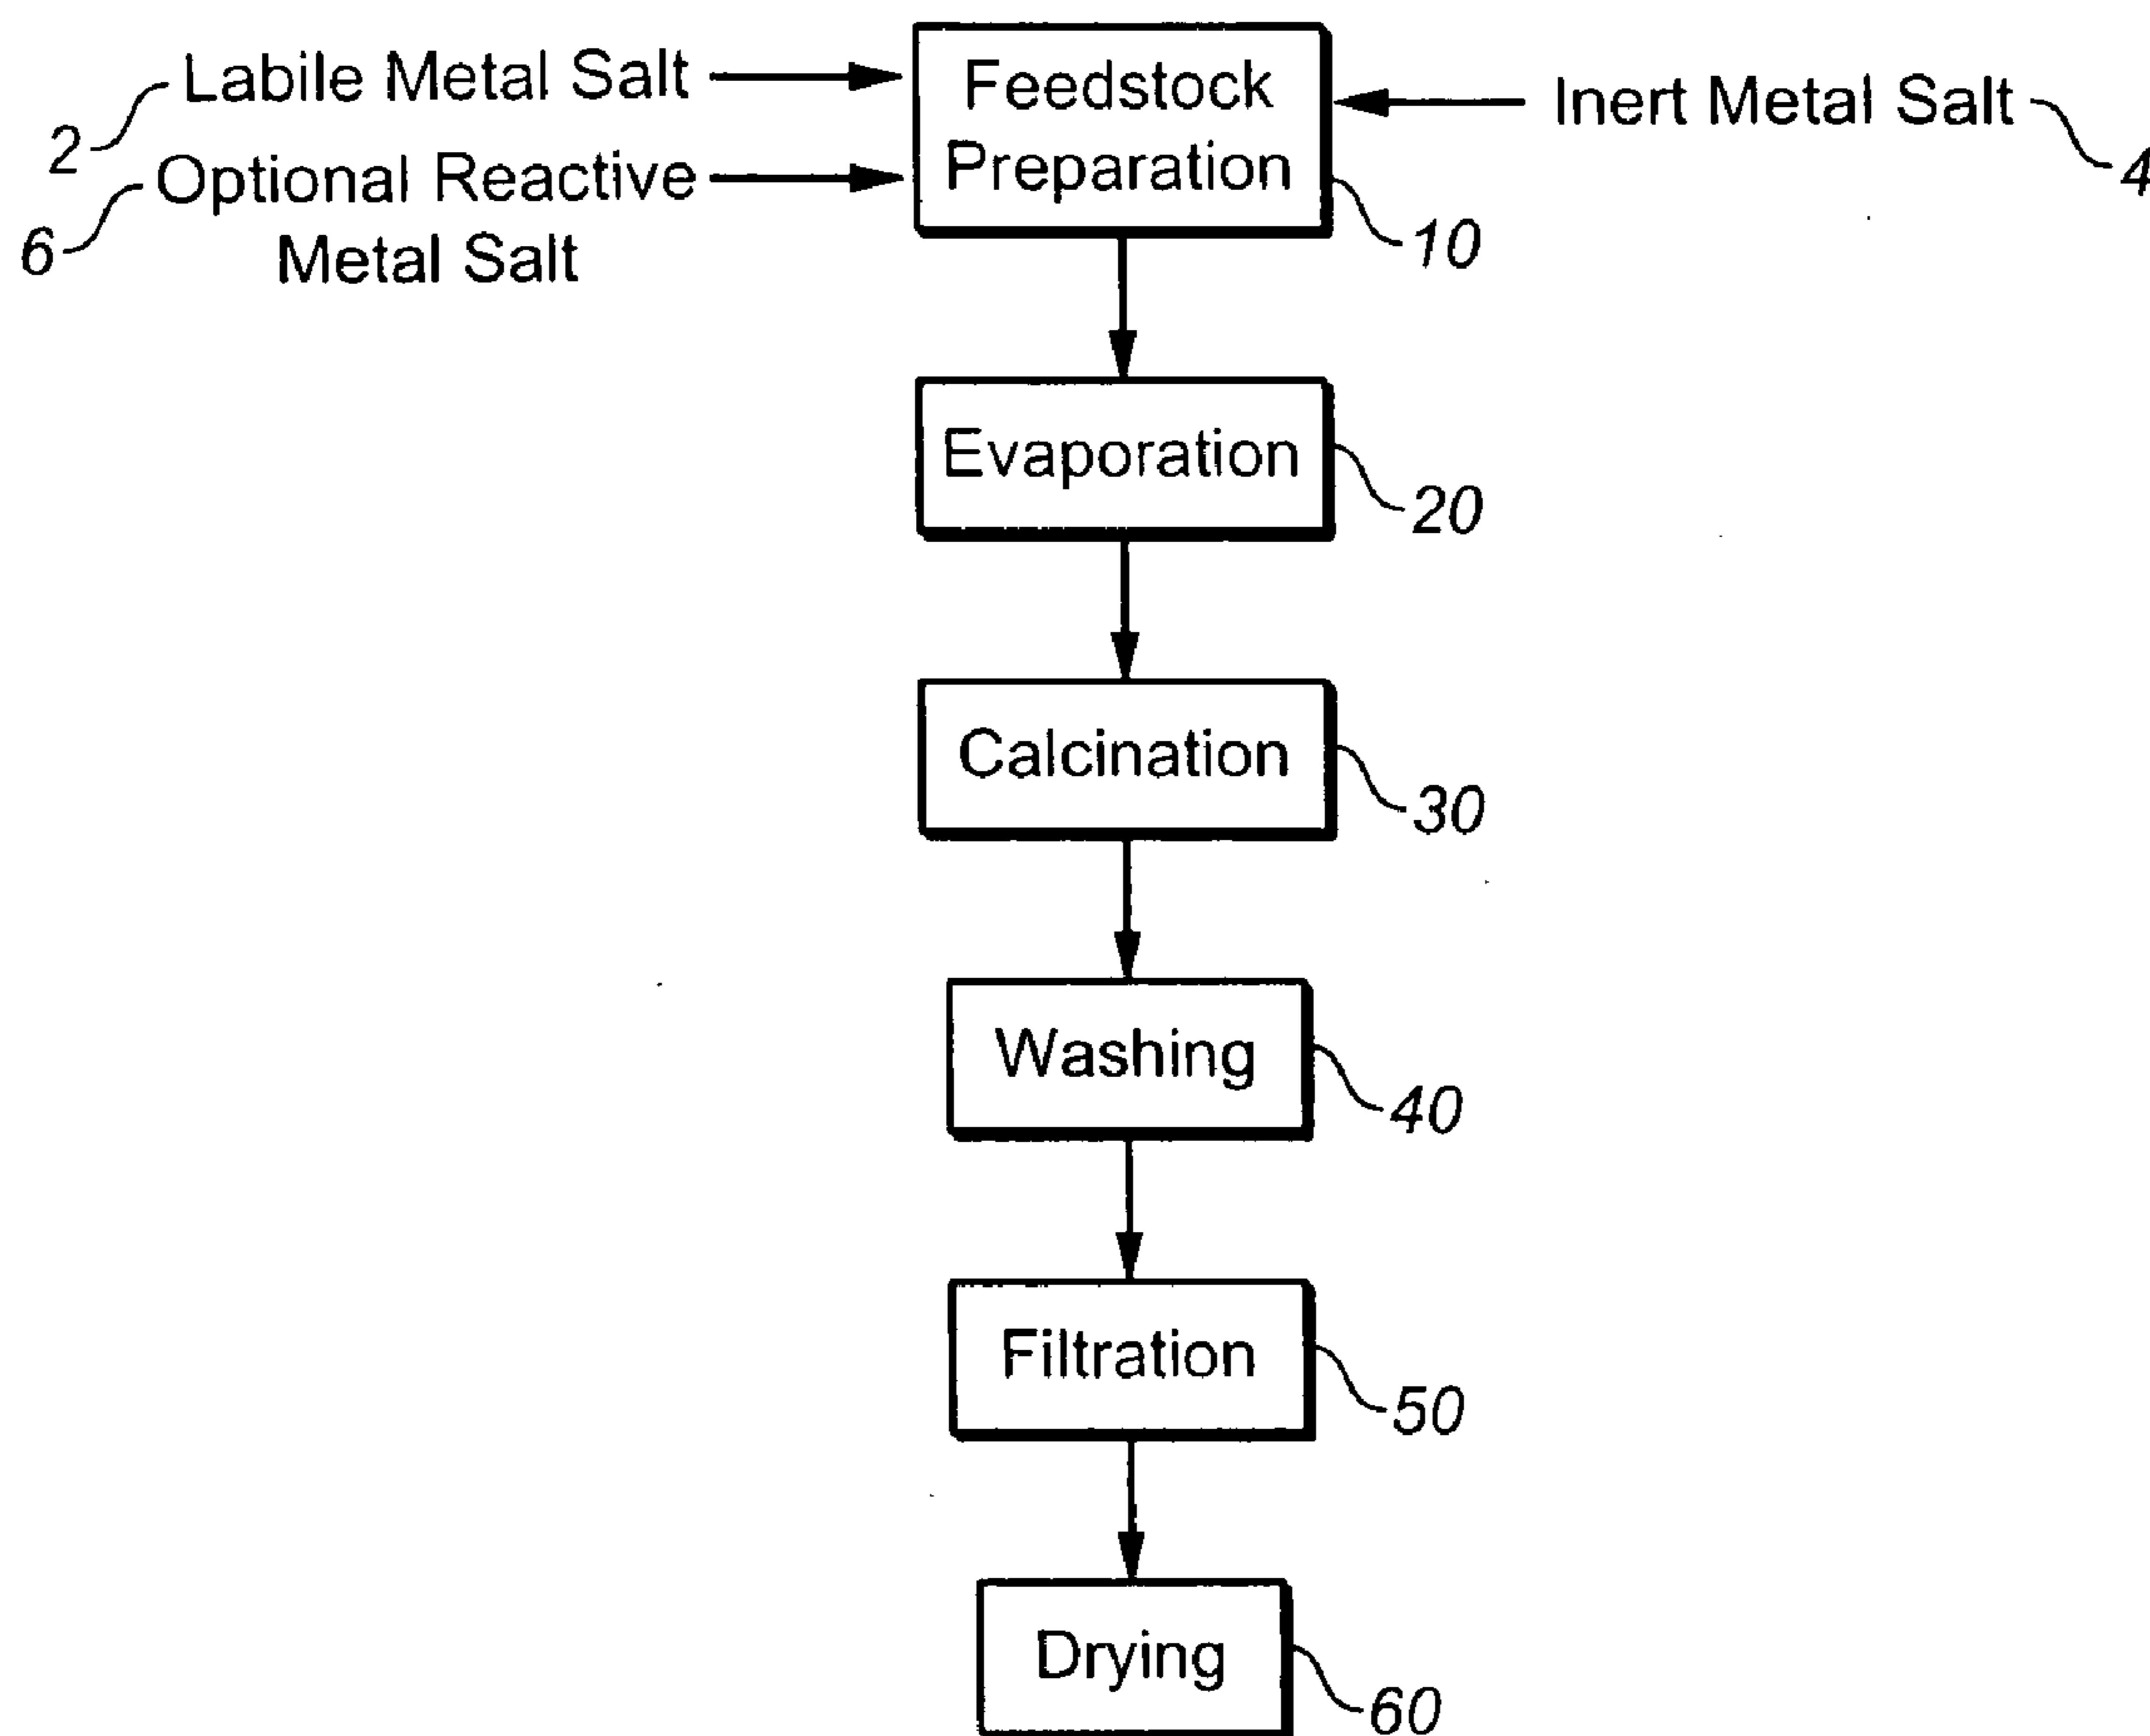 Labile Metal Salt
2
Optional Reactive
Metal Salt
6
Feedstock
Preparation
10
Inert Metal Salt
4
Evaporation
20
Calcination
30
Washing
40
Filtration
50
Drying
60